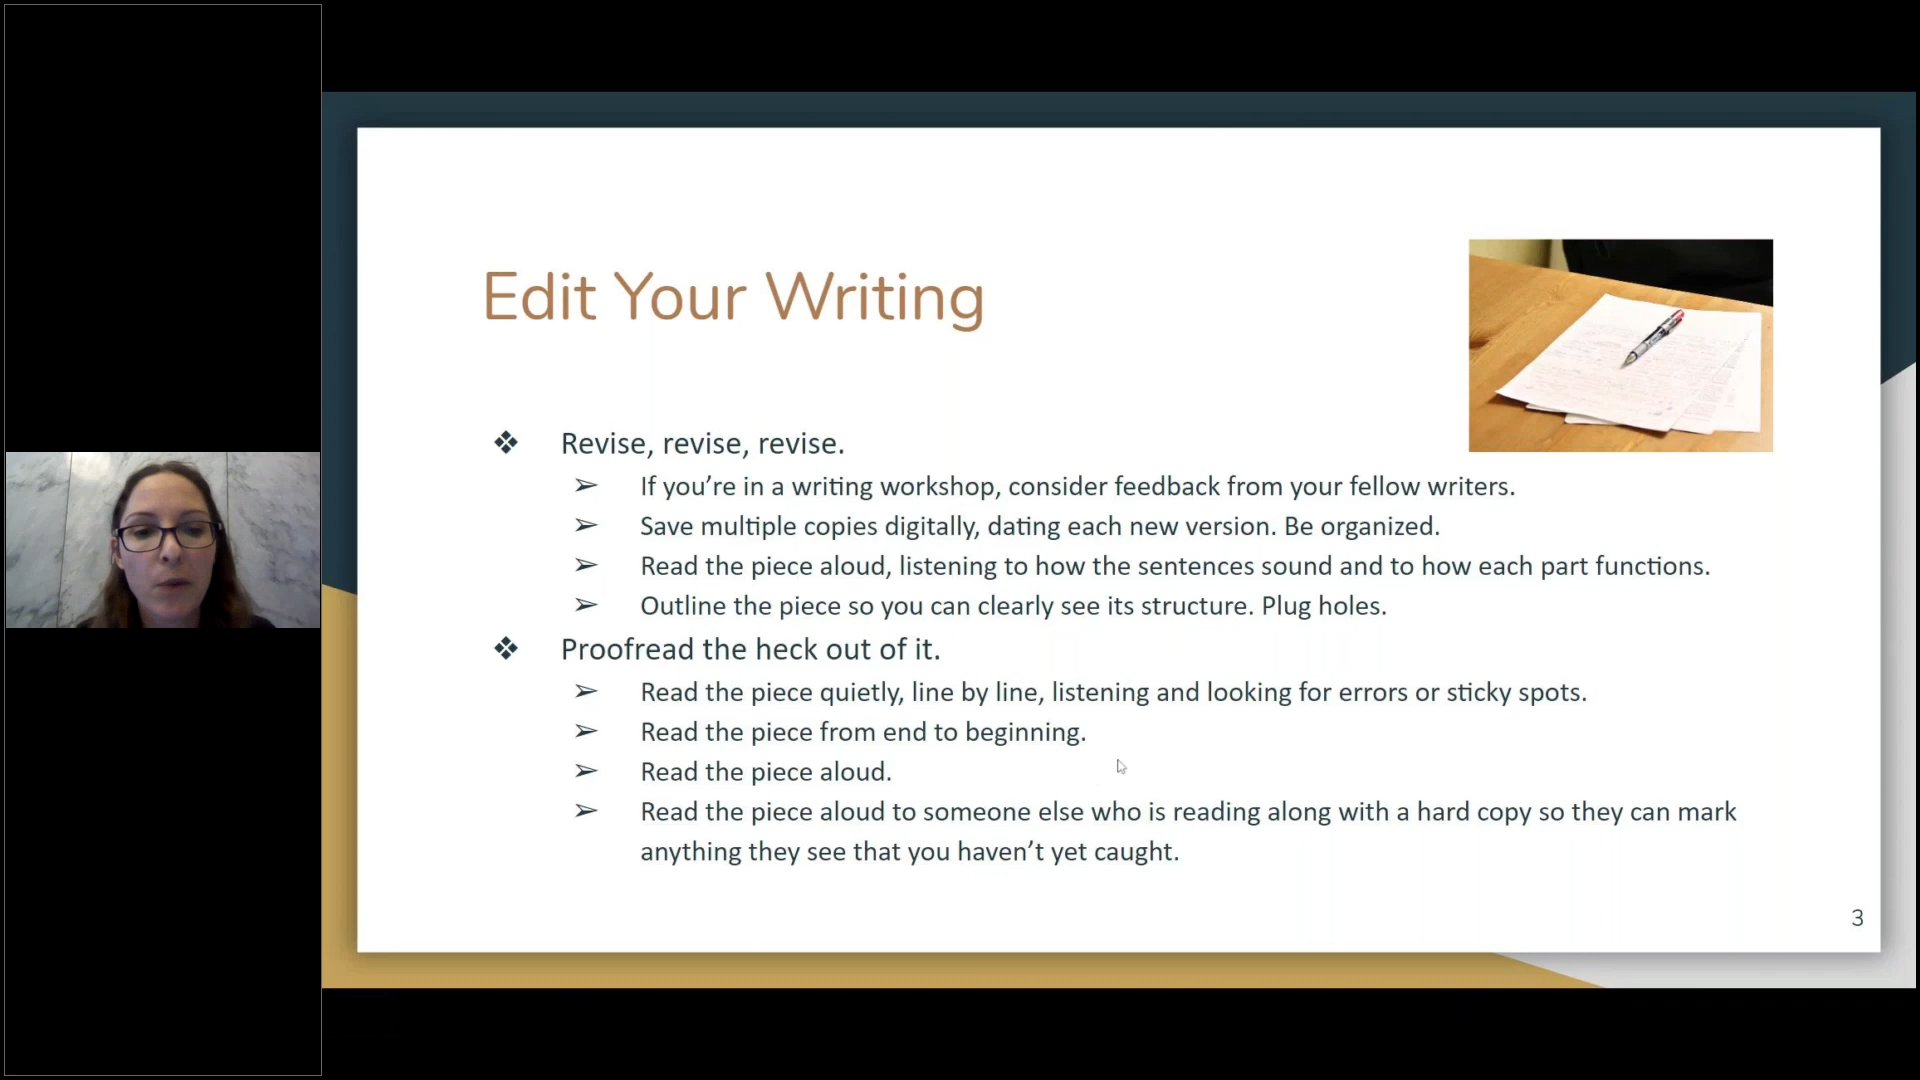 Edit Your Writing
❖ Revise, revise, revise.
➢ If you’re in a writing workshop, consider feedback from your fellow writers.
➢ Save multiple copies digitally, dating each new version. Be organized.
➢ Read the piece aloud, listening to how the sentences sound and to how each part functions.
➢ Outline the piece so you can clearly see its structure. Plug holes.
❖ Proofread the heck out of it.
➢ Read the piece quietly, line by line, listening and looking for errors or sticky spots.
➢ Read the piece from end to beginning.
➢ Read the piece aloud.
➢ Read the piece aloud to someone else who is reading along with a hard copy so they can mark
anything they see that you haven’t yet caught.
3